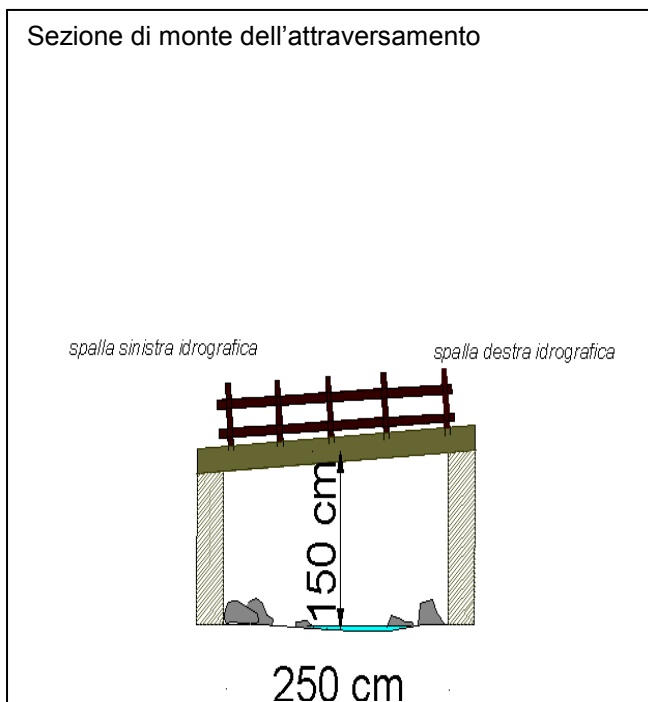 Sezione di monte dell’attraversamento
spalla sinistra idrografica
spalla destra idrografica
150 cm
250 cm